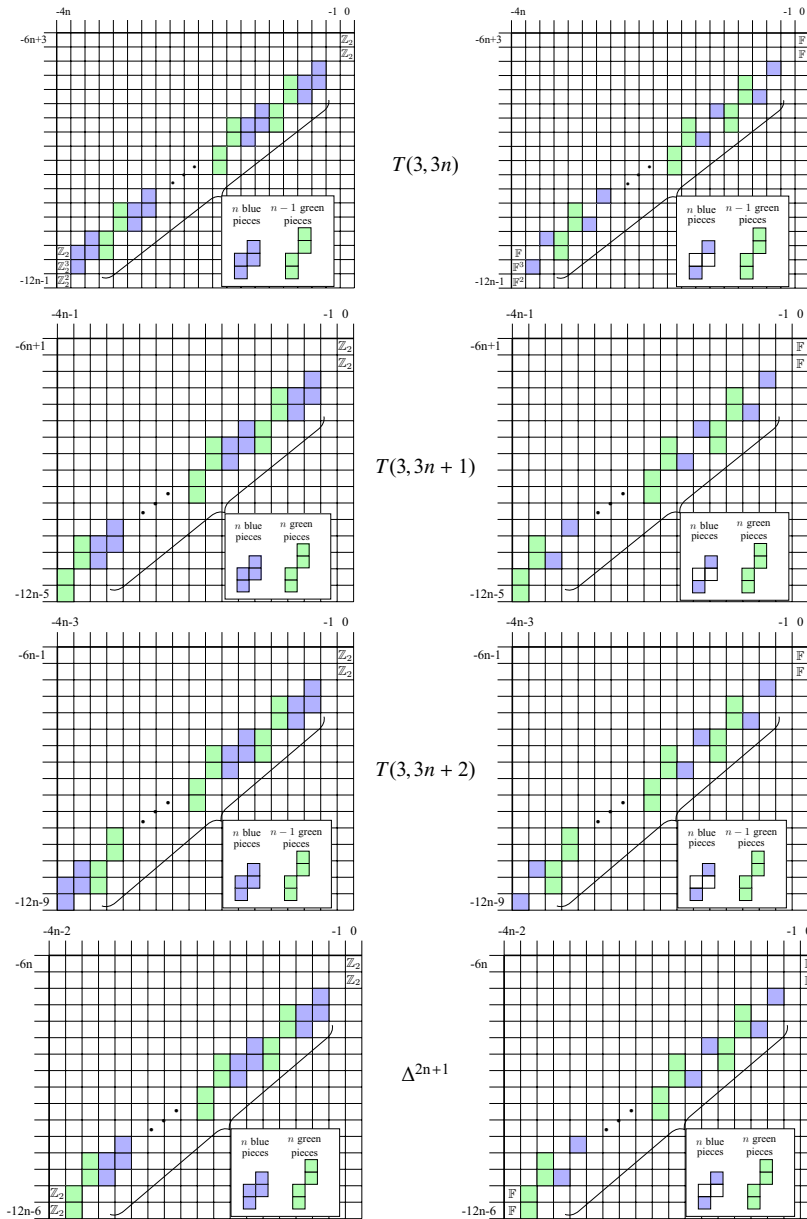 -4n -1 0 -4n -1 0
-6n+3 ℤ₂ -6n+3 𝔽
ℤ₂ 𝔽
T(3,3n)
n blue n − 1 green n blue n − 1 green
pieces pieces pieces pieces
ℤ₂ 𝔽
ℤ₂³ 𝔽³
-12n-1 ℤ₂² -12n-1 𝔽²
-4n-1 -1 0 -4n-1 -1 0
-6n+1 ℤ₂ -6n+1 𝔽
ℤ₂ 𝔽
T(3,3n+1)
n blue n green n blue n green
pieces pieces pieces pieces
-12n-5 -12n-5
-4n-3 -1 0 -4n-3 -1 0
-6n-1 ℤ₂ -6n-1 𝔽
ℤ₂ 𝔽
T(3,3n+2)
n blue n − 1 green n blue n − 1 green
pieces pieces pieces pieces
-12n-9 -12n-9
-4n-2 -1 0 -4n-2 -1
-6n ℤ₂ -6n
ℤ₂
Δ²ⁿ⁺¹
n blue n green n blue n green
pieces pieces pieces pieces
ℤ₂ 𝔽
-12n-6 ℤ₂ -12n-6 𝔽